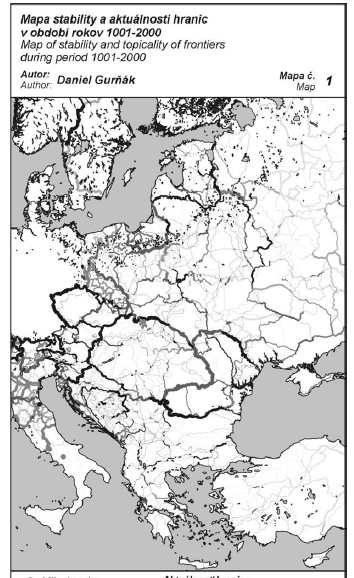 Mapa stability a aktuálnosti hraníc
v období rokov 1001-2000
Map of stability and topicality of frontiers
during period 1001-2000
Autor: Daniel Gurňák
Author:
Mapa č. 1
Map